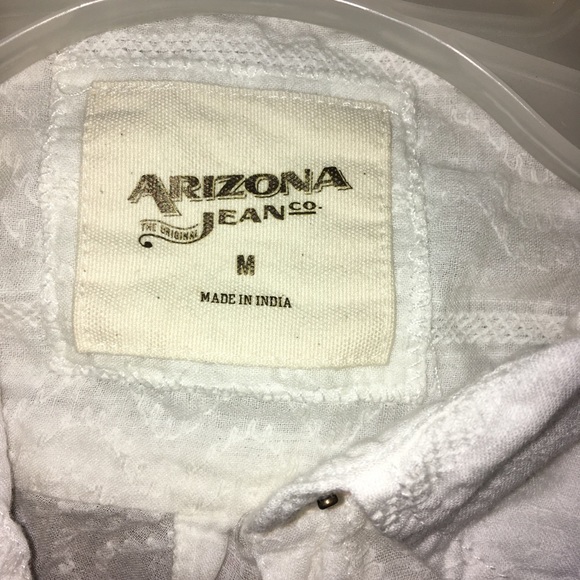 ARIZONA
JEAN CO.
THE ORIGINAL
M
MADE IN INDIA